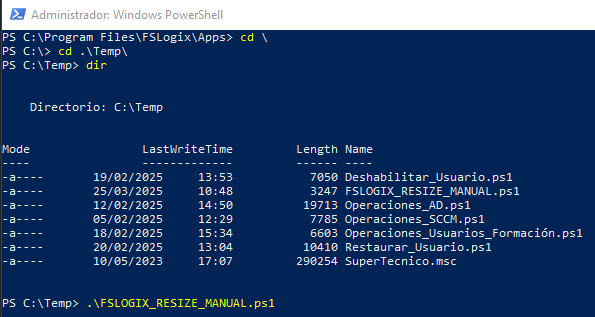 Administrador: Windows PowerShell
PS C:\Program Files\FSLogix\Apps> cd \
PS C:\> cd .\Temp\
PS C:\Temp> dir
Directorio: C:\Temp
Mode LastWriteTime Length Name
---- ------------- ------ ----
-a---- 19/02/2025 13:53 7050 Deshabilitar_Usuario.ps1
-a---- 25/03/2025 10:48 3247 FSLOGIX_RESIZE_MANUAL.ps1
-a---- 12/02/2025 14:50 19713 Operaciones_AD.ps1
-a---- 05/02/2025 12:29 7785 Operaciones_SCCM.ps1
-a---- 18/02/2025 15:34 6603 Operaciones_Usuarios_Formación.ps1
-a---- 20/02/2025 13:04 10410 Restaurar_Usuario.ps1
-a---- 10/05/2023 17:07 290254 SuperTecnico.msc
PS C:\Temp> .\FSLOGIX_RESIZE_MANUAL.ps1